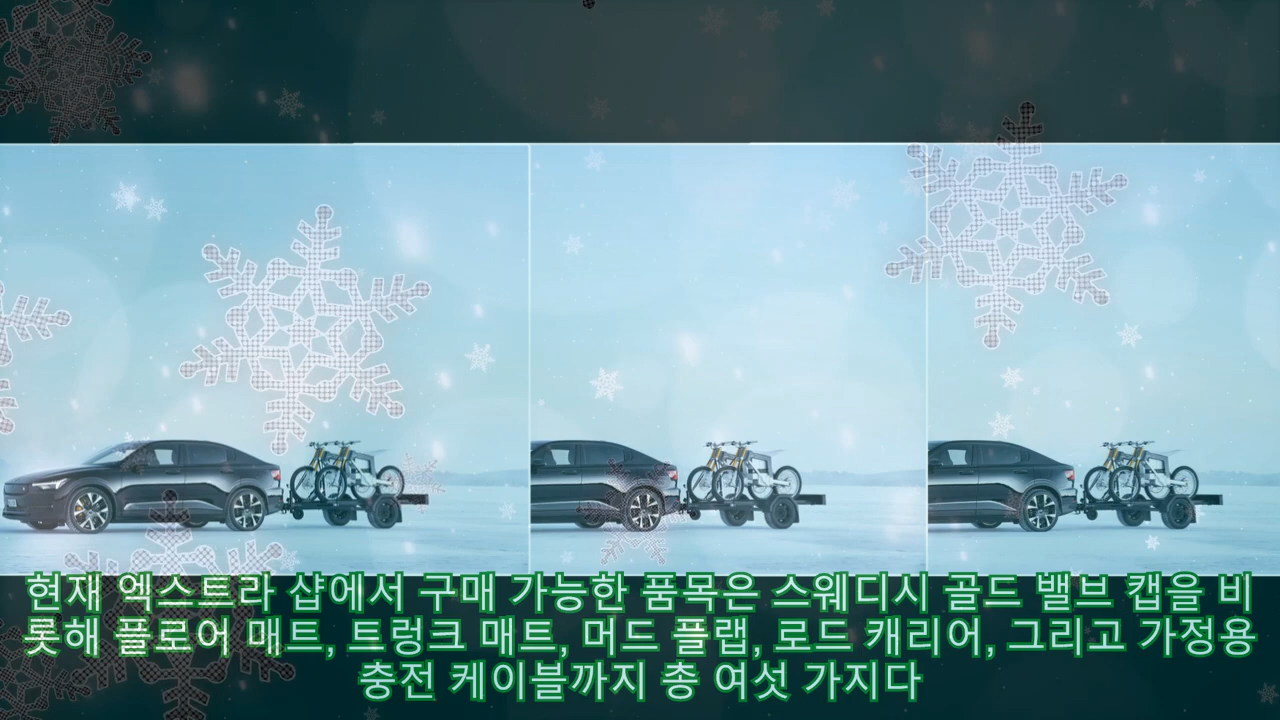 현재 엑스트라 샵에서 구매 가능한 품목은 스웨디시 골드 밸브 캡을 비
롯해 플로어 매트, 트렁크 매트, 머드 플랩, 로드 캐리어, 그리고 가정용
충전 케이블까지 총 여섯 가지다